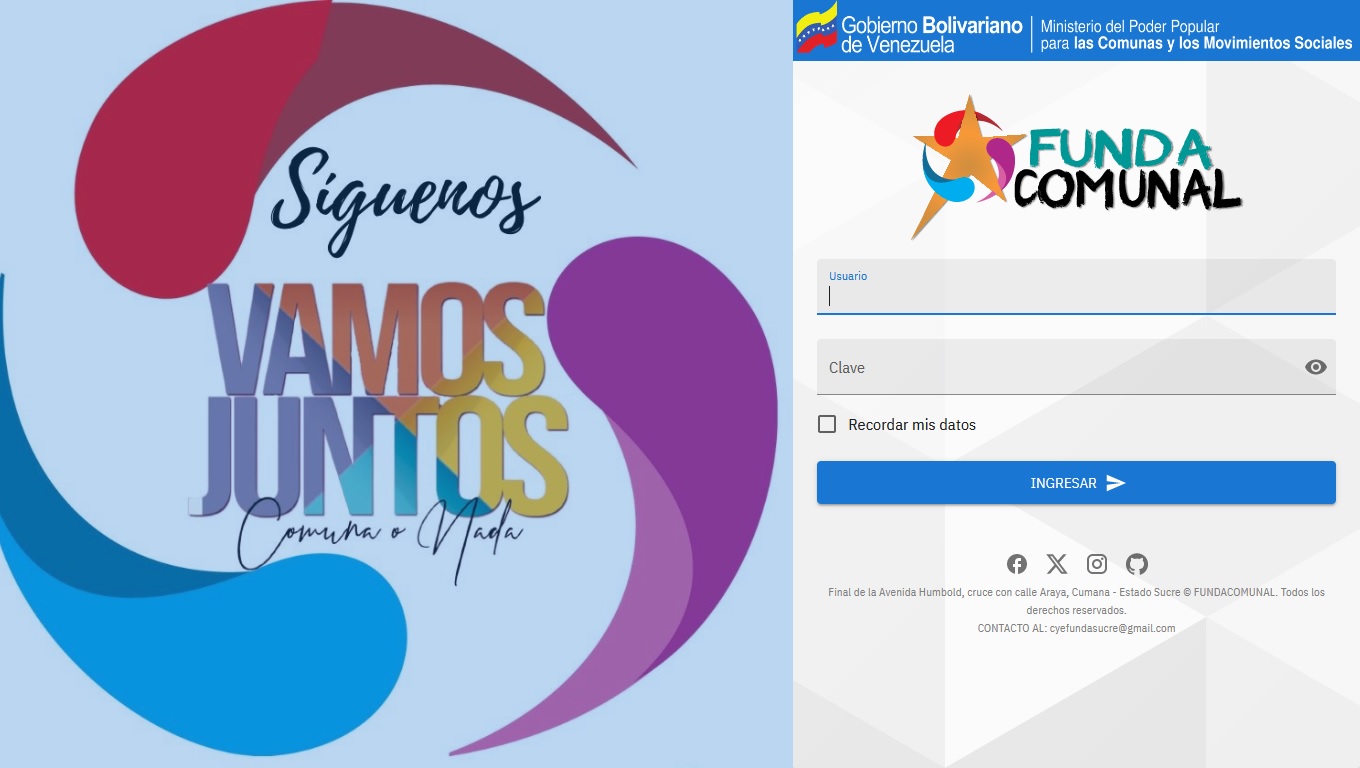 Síguenos
VAMOS
JUNTOS
Comuna o Nada
Gobierno Bolivariano
de Venezuela
Ministerio del Poder Popular
para las Comunas y los Movimientos Sociales
FUNDA
COMUNAL
Usuario
Clave
Recordar mis datos
INGRESAR
Final de la Avenida Humbold, cruce con calle Araya, Cumana - Estado Sucre © FUNDACOMUNAL. Todos los
derechos reservados.
CONTACTO AL: cyefundasucre@gmail.com